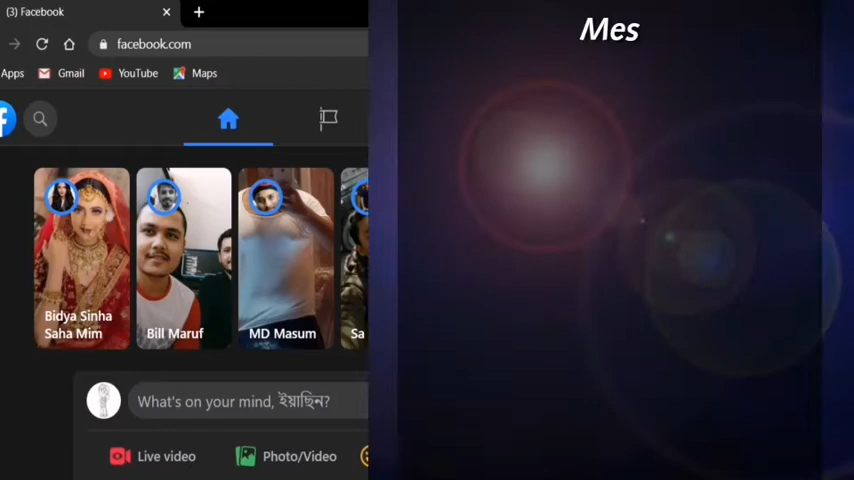 (3) Facebook
facebook.com
Apps
Gmail
YouTube
Maps
Bidya Sinha
Saha Mim
Bill Maruf
MD Masum
Sa
What's on your mind, ইয়াছিন?
Live video
Photo/Video
Mes